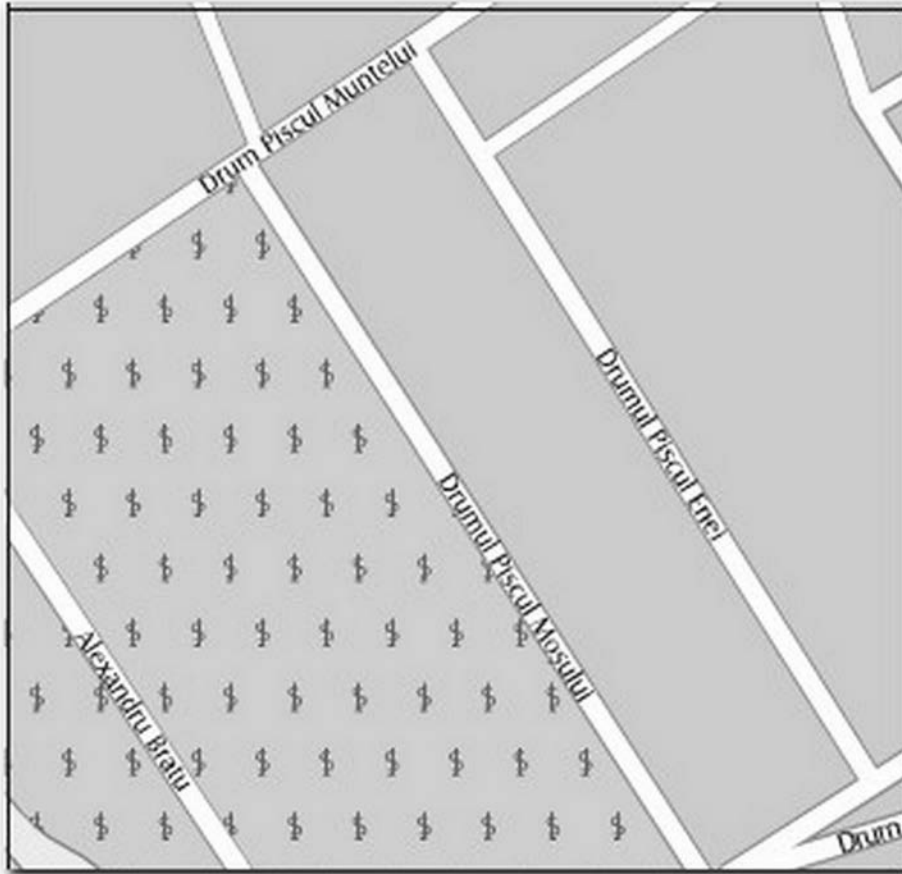 Drum Piscul Muntelui
Drumul Piscul Enei
Drumul Piscul Mosului
Alexandru Bratu
Drum